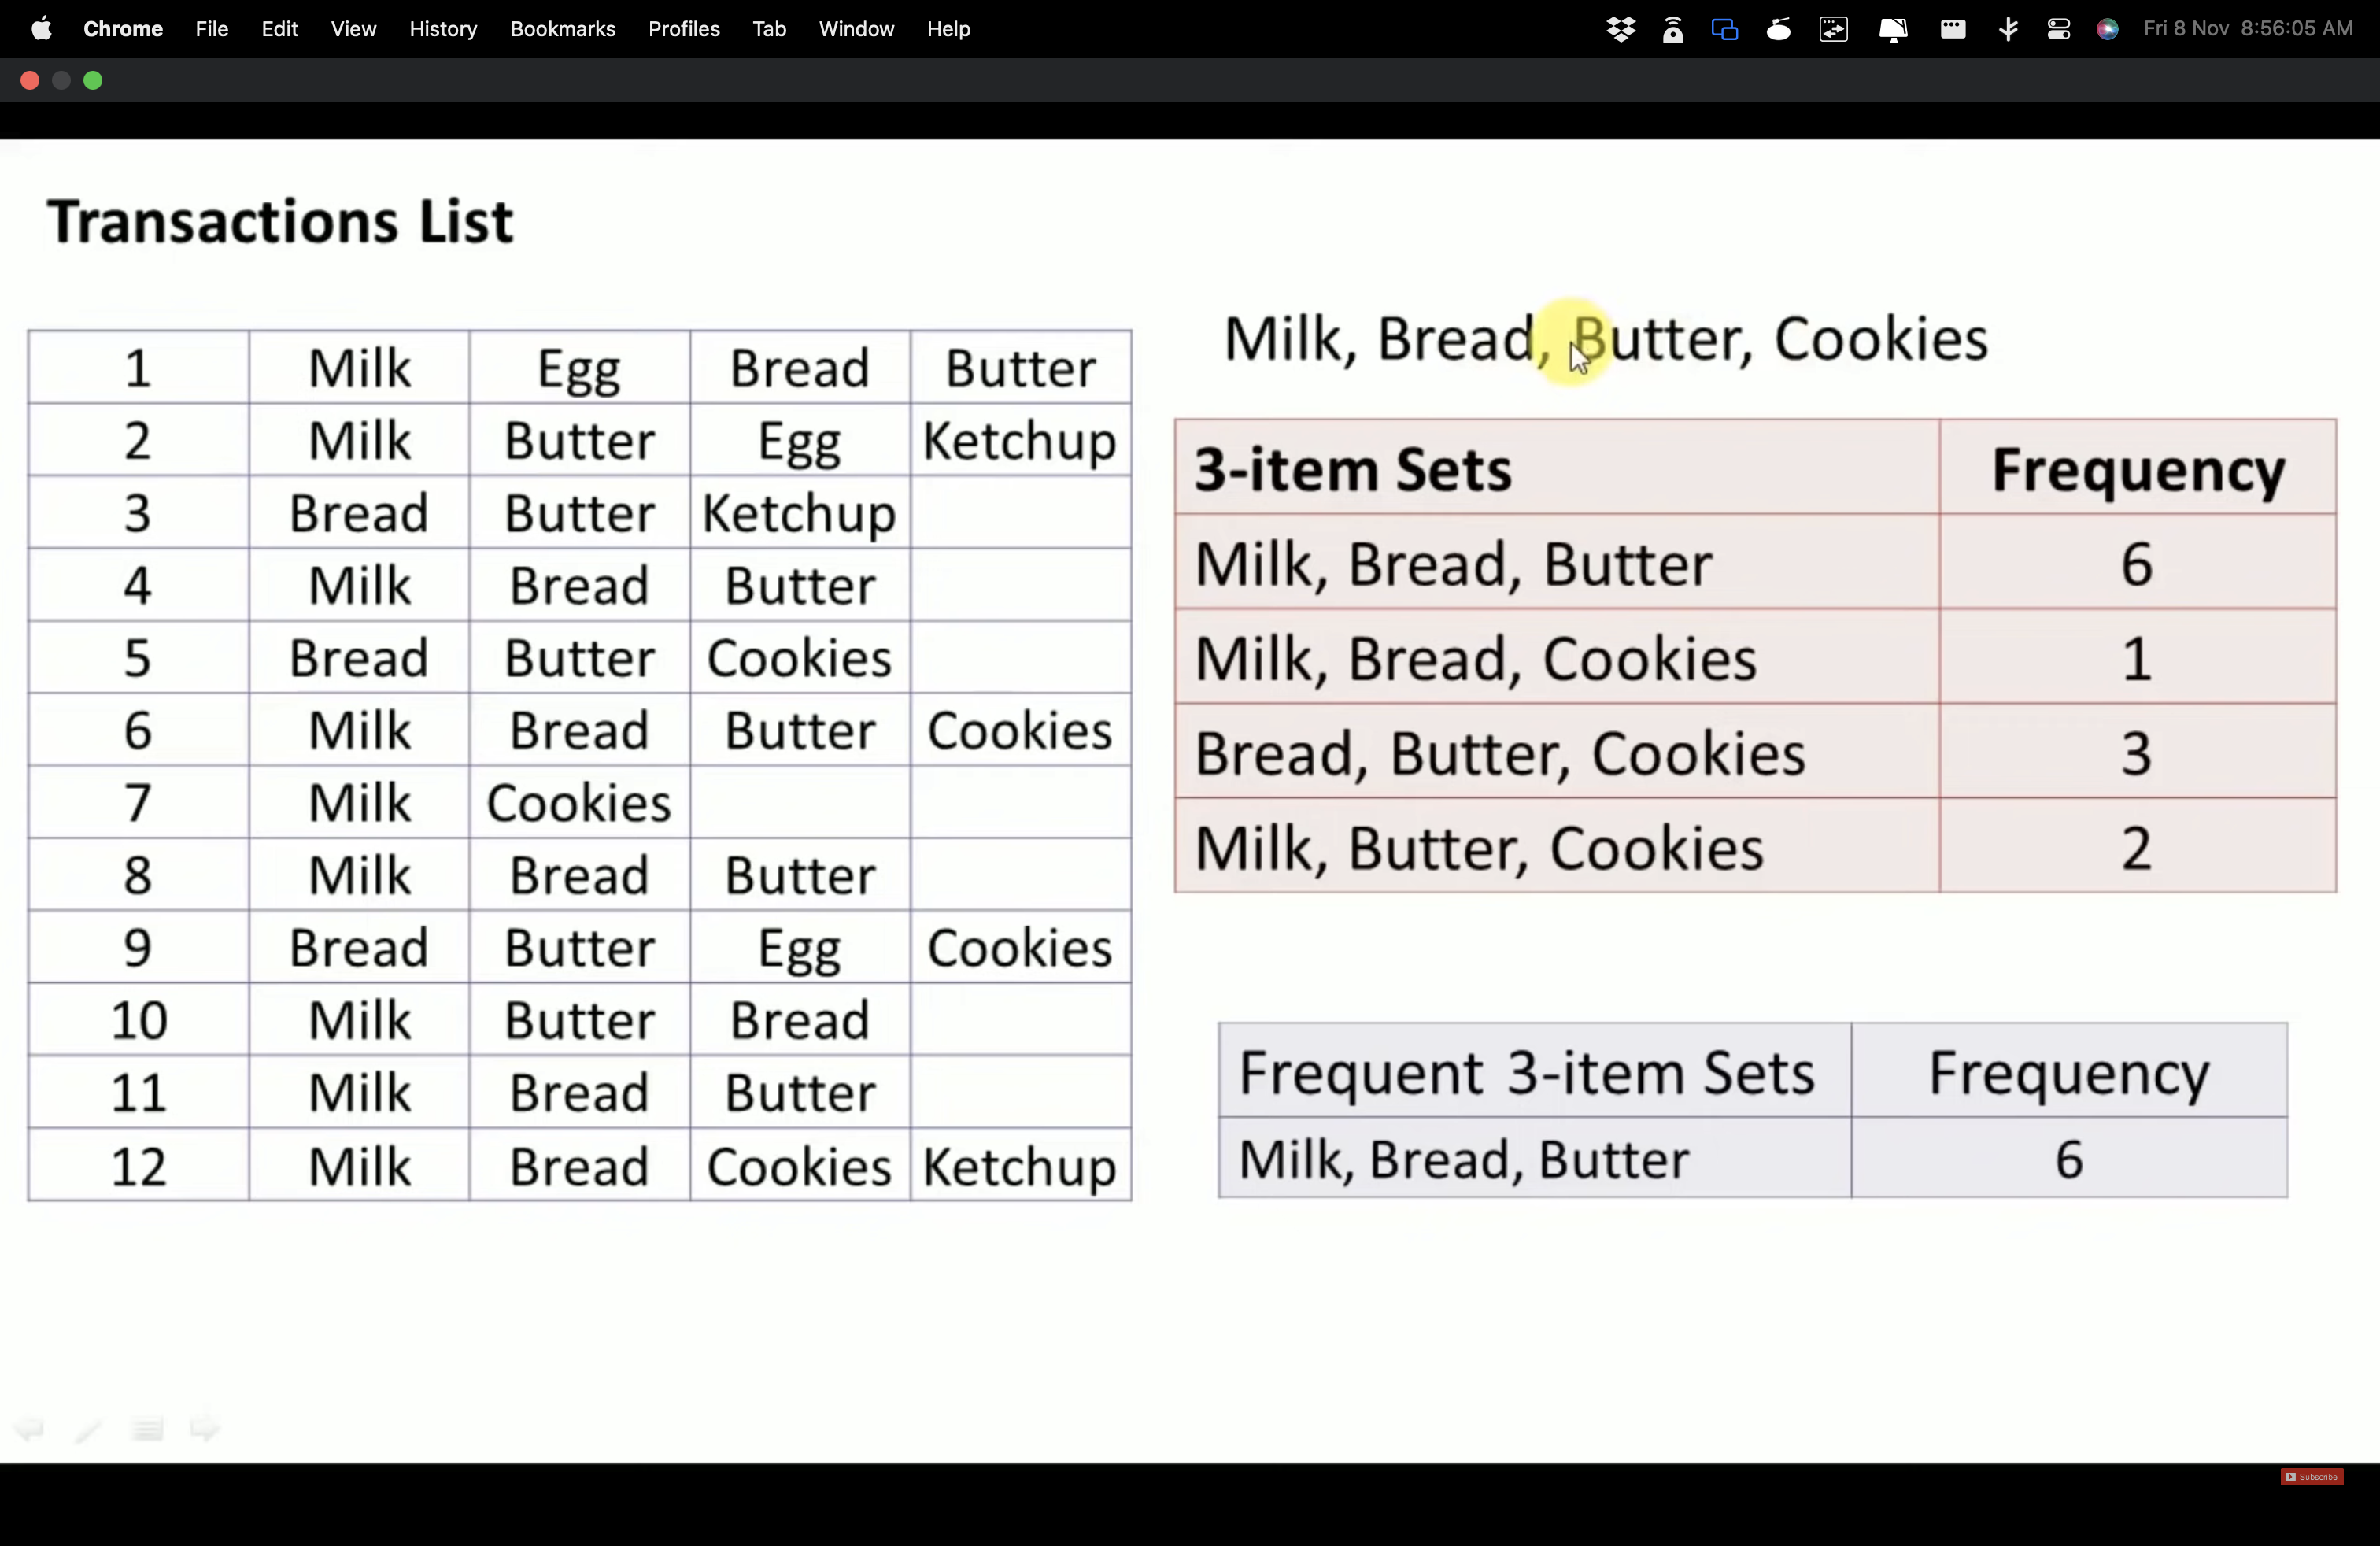 Chrome File Edit View History Bookmarks Profiles Tab Window Help Fri 8 Nov 8:56:05 AM
Transactions List
1 Milk Egg Bread Butter
2 Milk Butter Egg Ketchup
3 Bread Butter Ketchup
4 Milk Bread Butter
5 Bread Butter Cookies
6 Milk Bread Butter Cookies
7 Milk Cookies
8 Milk Bread Butter
9 Bread Butter Egg Cookies
10 Milk Butter Bread
11 Milk Bread Butter
12 Milk Bread Cookies Ketchup
Milk, Bread, Butter, Cookies
3-item Sets Frequency
Milk, Bread, Butter 6
Milk, Bread, Cookies 1
Bread, Butter, Cookies 3
Milk, Butter, Cookies 2
Frequent 3-item Sets Frequency
Milk, Bread, Butter 6
Subscribe